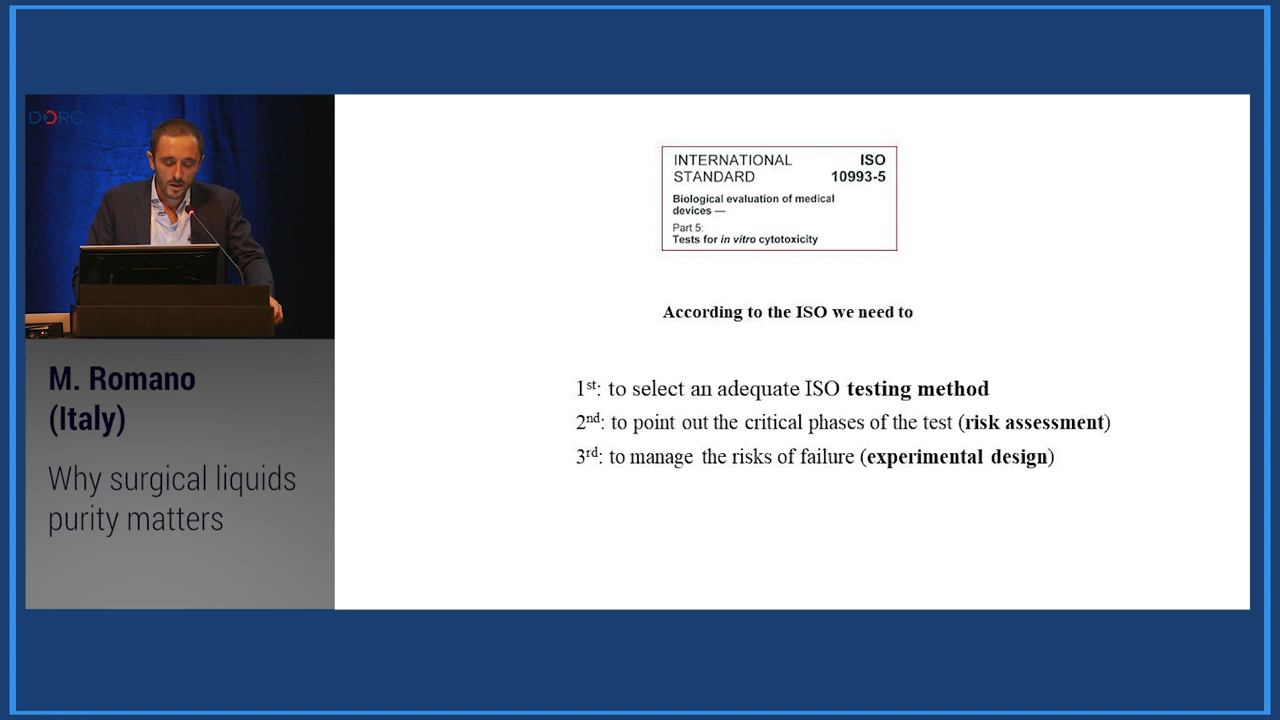 DORC
M. Romano
(Italy)
Why surgical liquids
purity matters
INTERNATIONAL ISO
STANDARD 10993-5
Biological evaluation of medical
devices —
Part 5:
Tests for in vitro cytotoxicity
According to the ISO we need to
1st: to select an adequate ISO testing method
2nd: to point out the critical phases of the test (risk assessment)
3rd: to manage the risks of failure (experimental design)